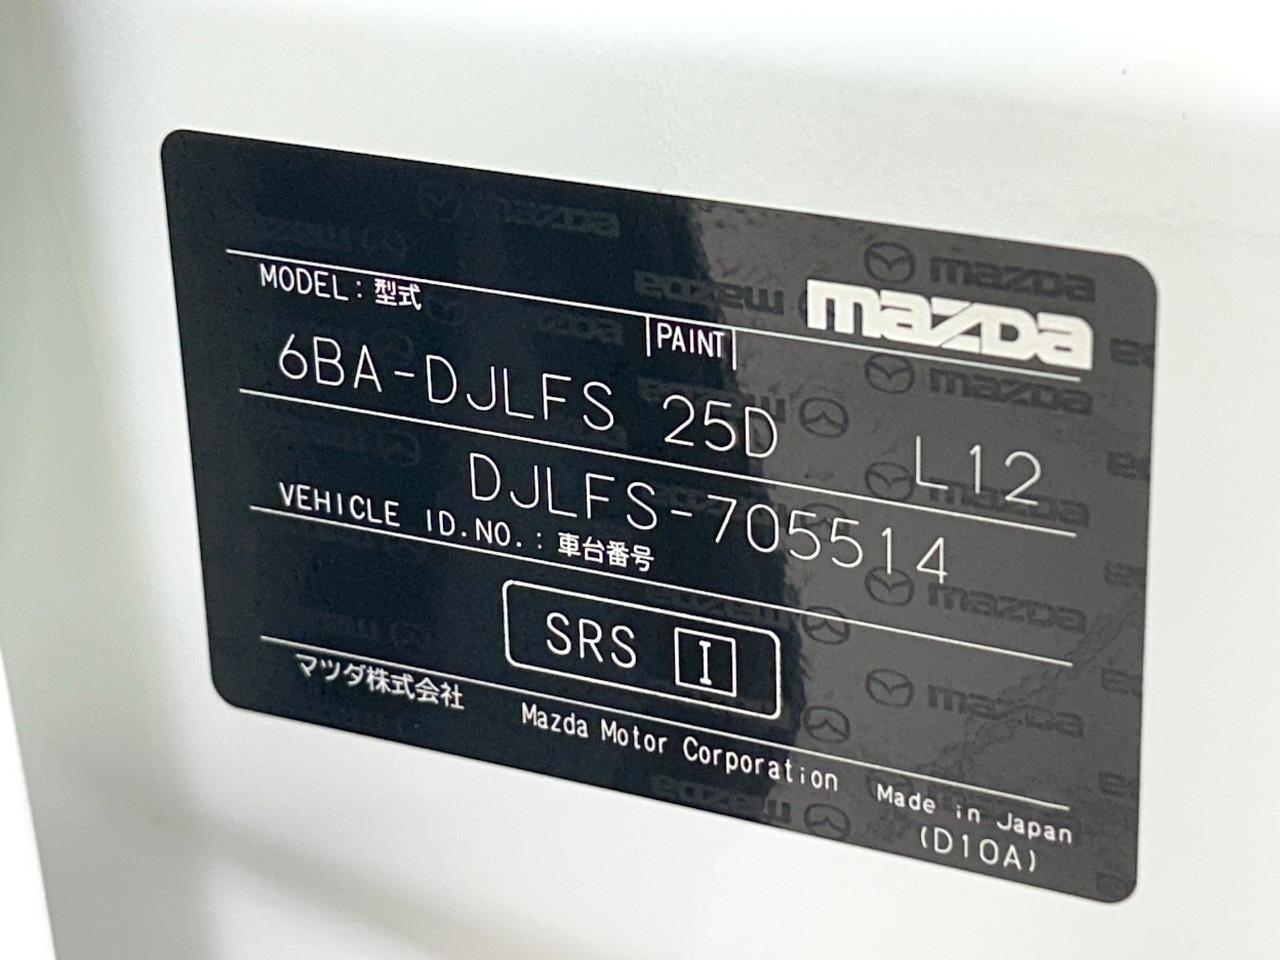 mazda
MODEL：型式
PAINT
6BA-DJLFS 25D L12
DJLFS-705514
VEHICLE ID.NO.：車台番号
SRS I
マツダ株式会社 Mazda Motor Corporation Made in Japan
(D10A)